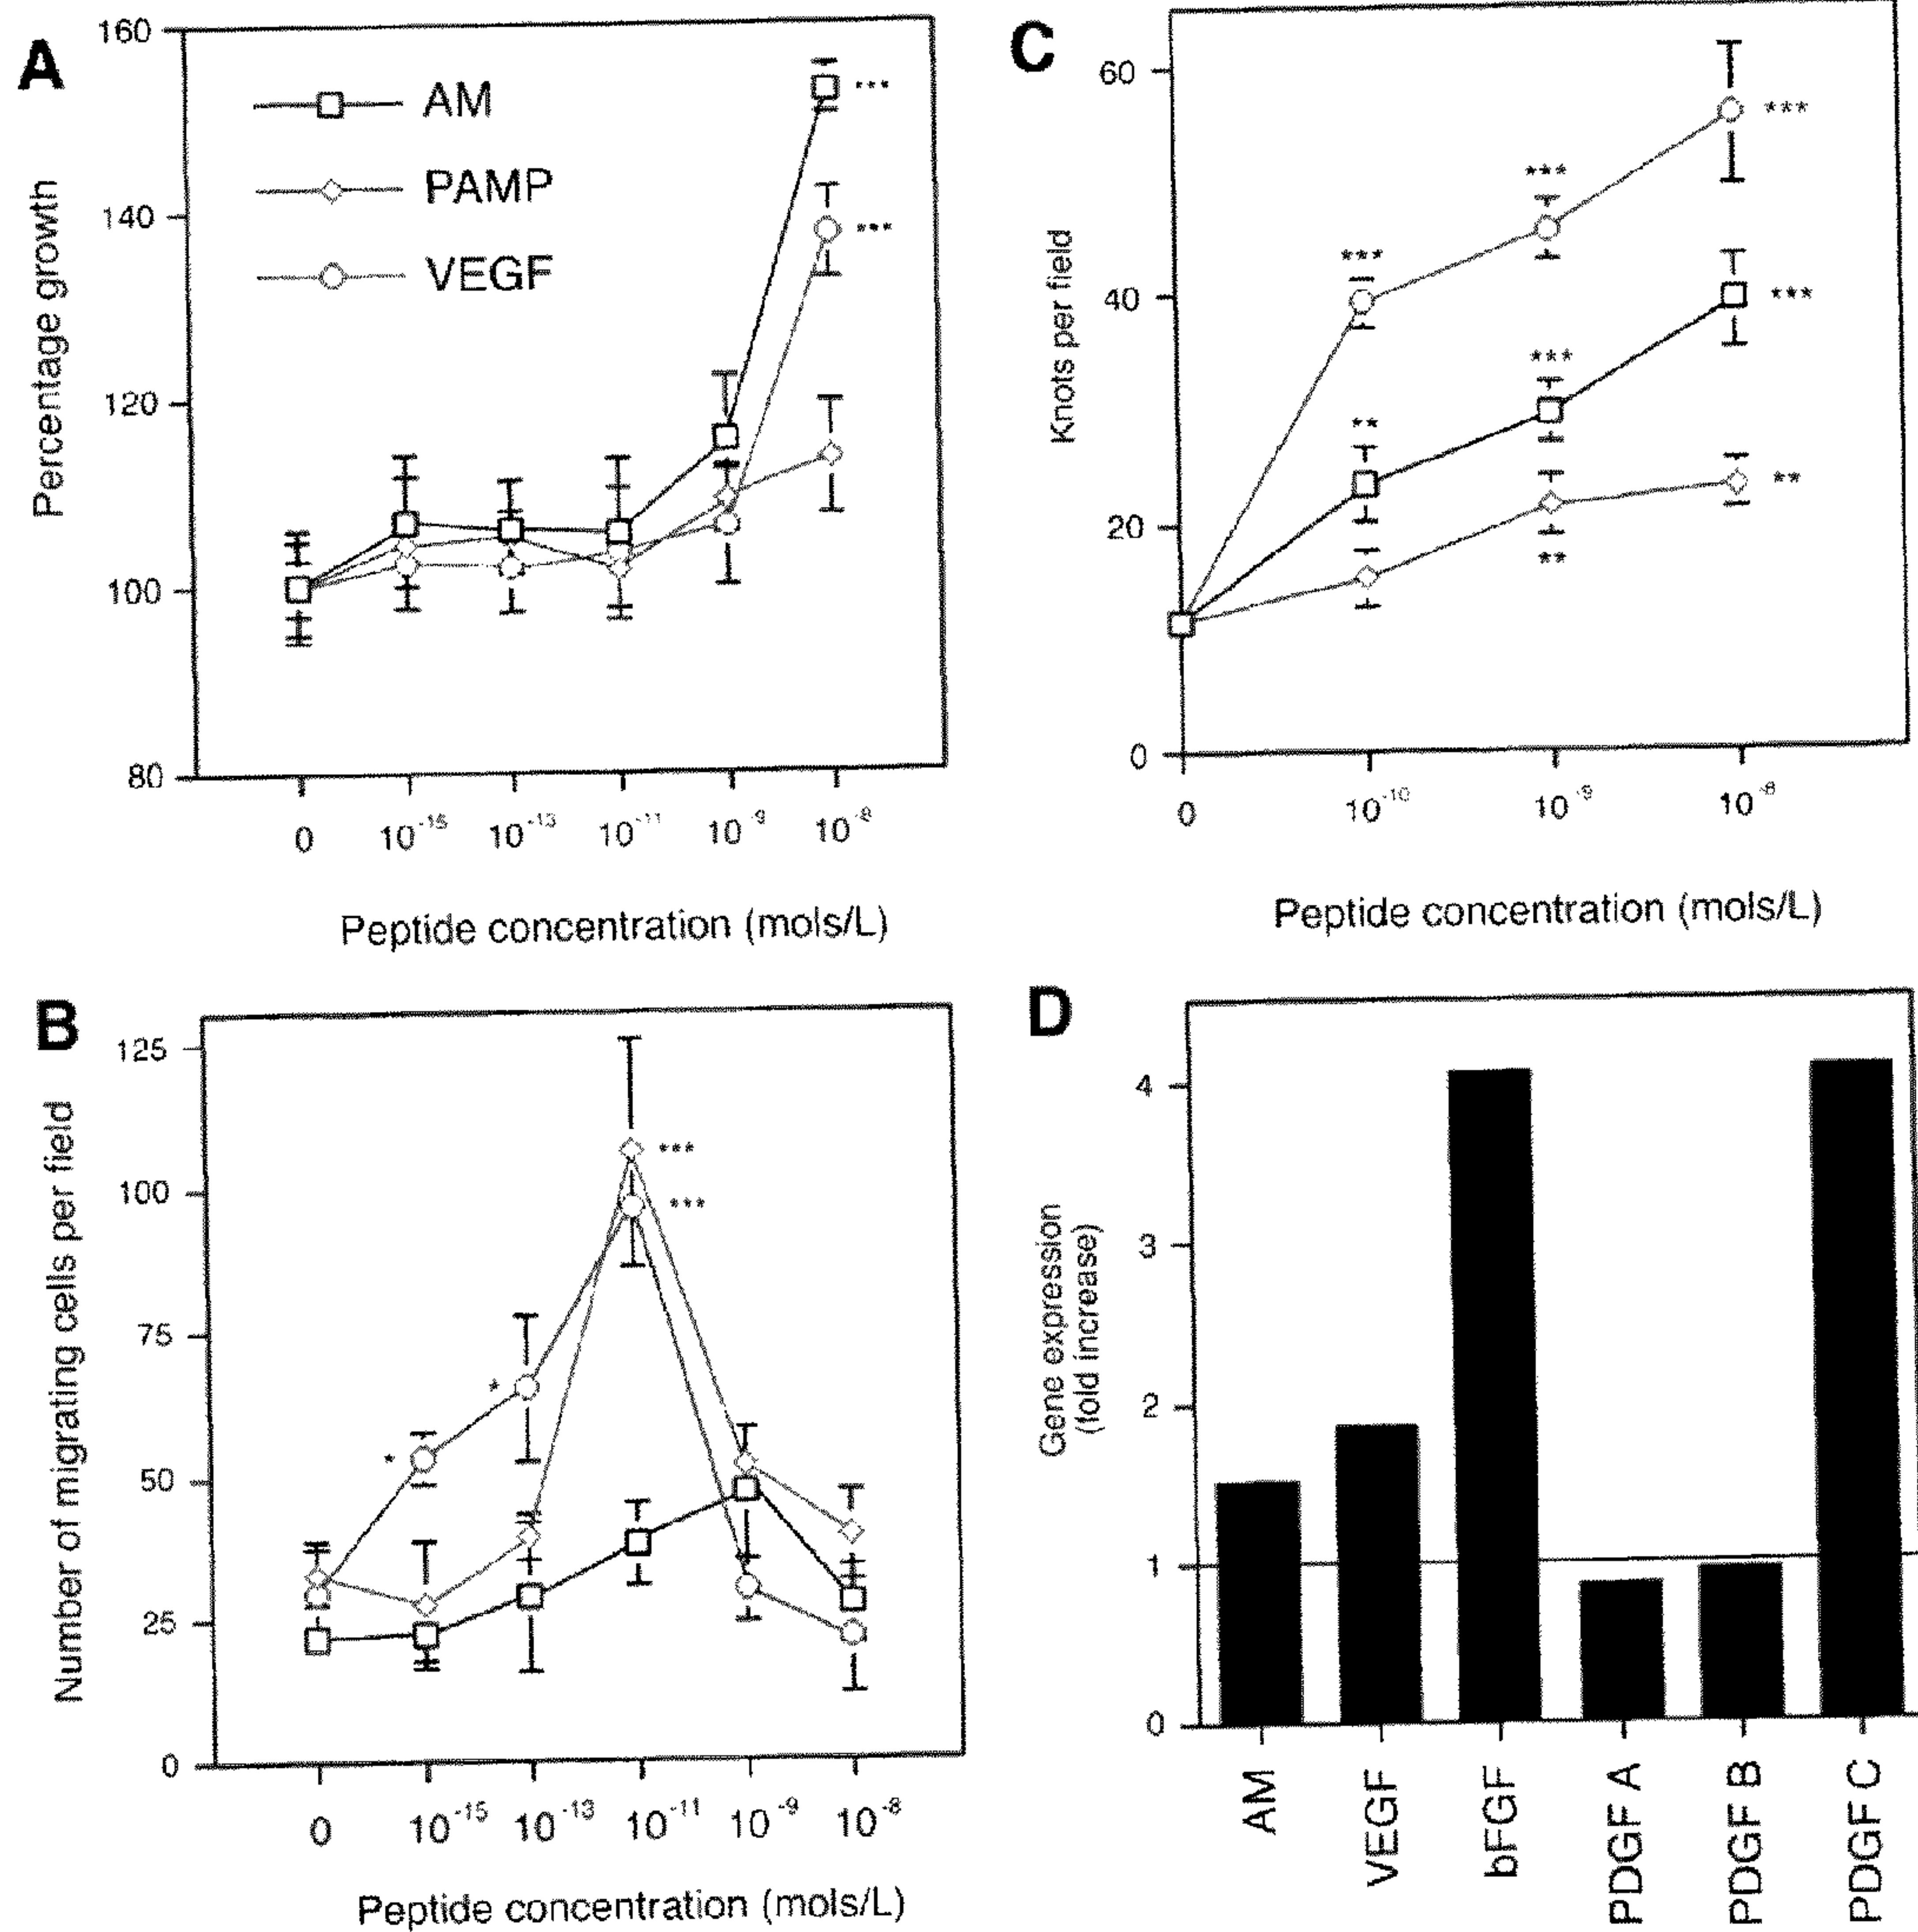 A
160
140
120
100
80
Percentage growth
AM
PAMP
VEGF
***
***
0 10^-15 10^-13 10^-11 10^-9 10^-8
Peptide concentration (mols/L)
B
125
100
75
50
25
0
Number of migrating cells per field
***
***
*
*
0 10^-15 10^-13 10^-11 10^-9 10^-8
Peptide concentration (mols/L)
C
60
40
20
0
Knots per field
***
***
***
***
***
**
**
**
0 10^-10 10^-9 10^-8
Peptide concentration (mols/L)
D
4
3
2
1
0
Gene expression
(fold increase)
AM
VEGF
bFGF
PDGF A
PDGF B
PDGF C